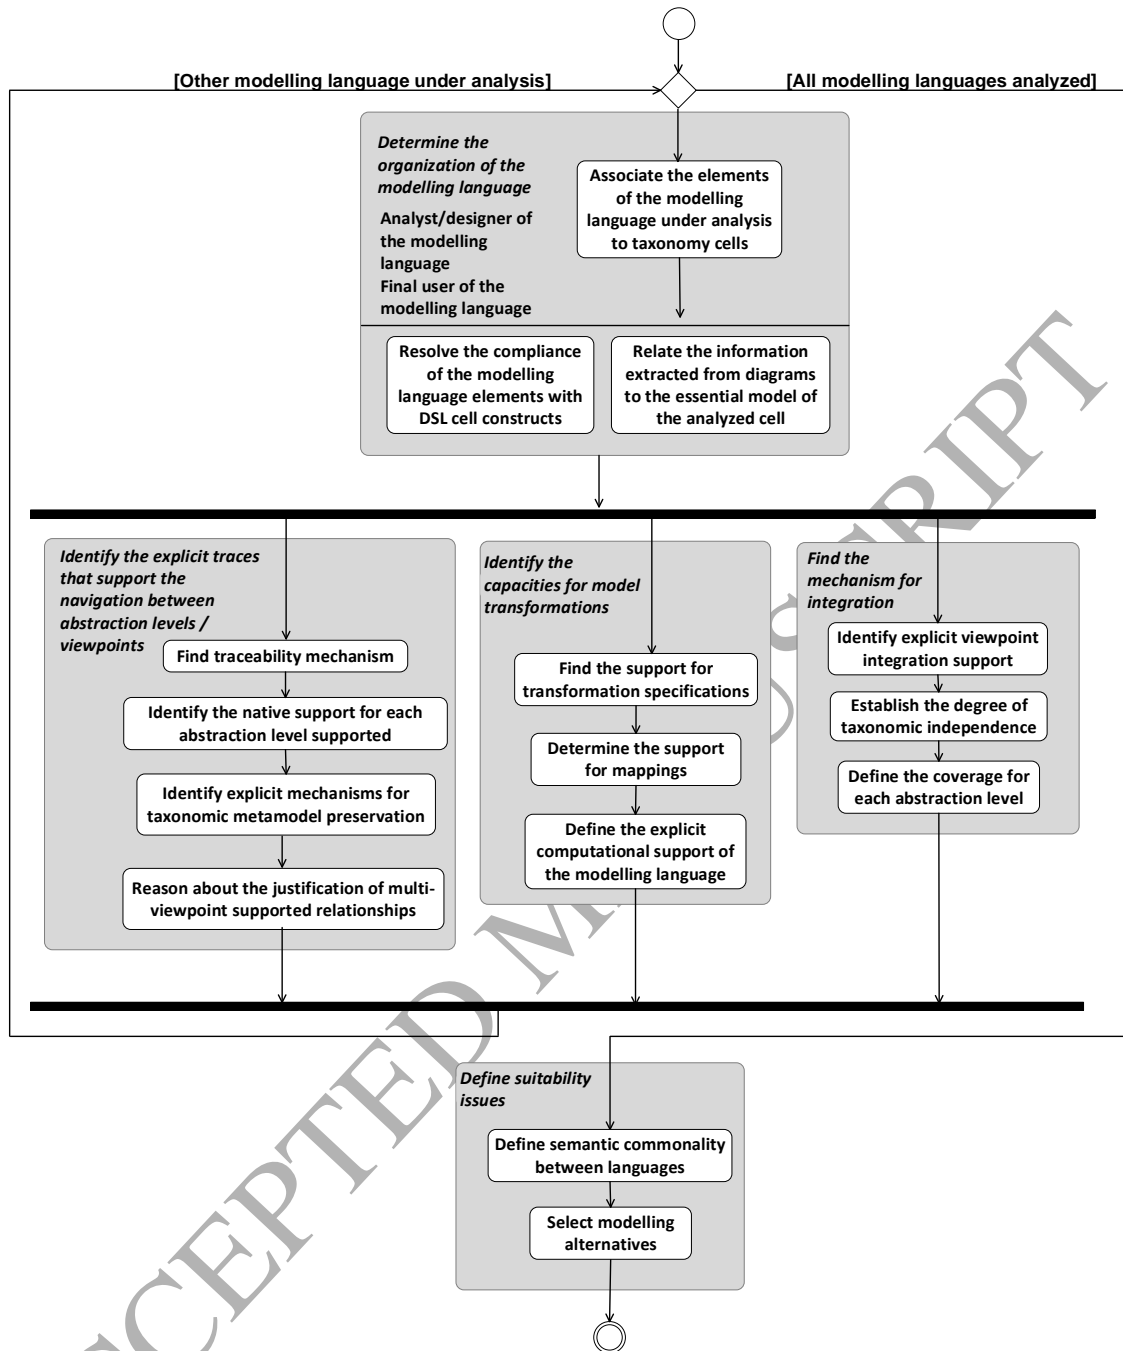 [Other modelling language under analysis]
[All modelling languages analyzed]
Determine the
organization of the
modelling language
Analyst/designer of
the modelling
language
Final user of the
modelling language
Associate the elements
of the modelling
language under analysis
to taxonomy cells
Resolve the compliance
of the modelling
language elements with
DSL cell constructs
Relate the information
extracted from diagrams
to the essential model of
the analyzed cell
Identify the explicit traces
that support the
navigation between
abstraction levels /
viewpoints
Find traceability mechanism
Identify the native support for each
abstraction level supported
Identify explicit mechanisms for
taxonomic metamodel preservation
Reason about the justification of multi-
viewpoint supported relationships
Identify the
capacities for model
transformations
Find the support for
transformation specifications
Determine the support
for mappings
Define the explicit
computational support of
the modelling language
Find the
mechanism for
integration
Identify explicit viewpoint
integration support
Establish the degree of
taxonomic independence
Define the coverage for
each abstraction level
Define suitability
issues
Define semantic commonality
between languages
Select modelling
alternatives